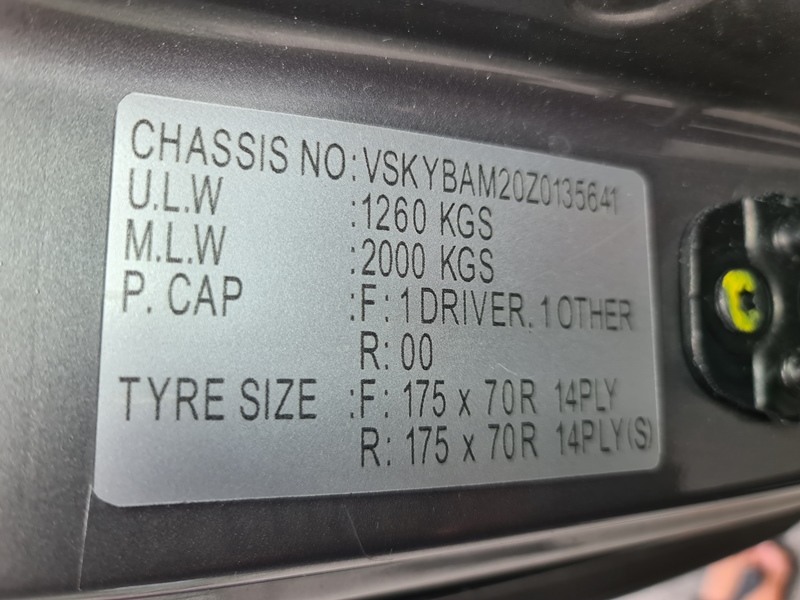 CHASSIS NO: VSKYBAM20Z0135641
U.L.W :1260 KGS
M.L.W :2000 KGS
P. CAP :F: 1 DRIVER. 1 OTHER
R: 00
TYRE SIZE :F: 175 x 70R 14PLY
R: 175 x 70R 14PLY(S)